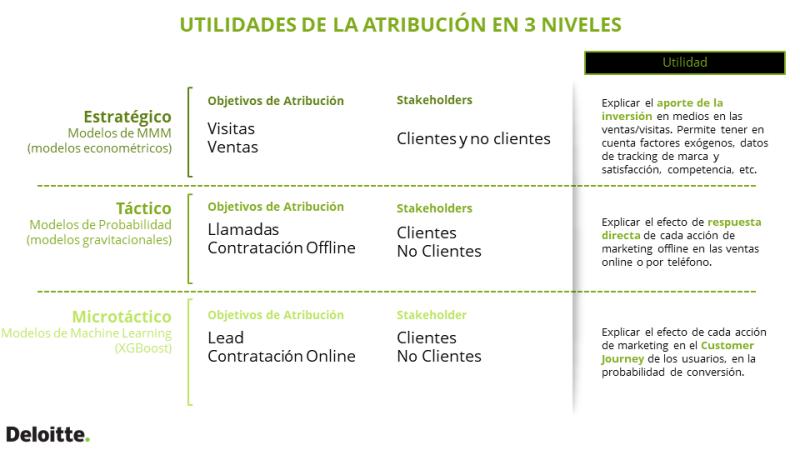 UTILIDADES DE LA ATRIBUCIÓN EN 3 NIVELES
Utilidad
Estratégico
Modelos de MMM
(modelos econométricos)
Objetivos de Atribución
Visitas
Ventas
Stakeholders
Clientes y no clientes
Explicar el aporte de la
inversión en medios en las
ventas/visitas. Permite tener en
cuenta factores exógenos, datos
de tracking de marca y
satisfacción, competencia, etc.
Táctico
Modelos de Probabilidad
(modelos gravitacionales)
Objetivos de Atribución
Llamadas
Contratación Offline
Stakeholders
Clientes
No Clientes
Explicar el efecto de respuesta
directa de cada acción de
marketing offline en las ventas
online o por teléfono.
Microtáctico
Modelos de Machine Learning
(XGBoost)
Objetivos de Atribución
Lead
Contratación Online
Stakeholder
Clientes
No Clientes
Explicar el efecto de cada acción
de marketing en el Customer
Journey de los usuarios, en la
probabilidad de conversión.
Deloitte.